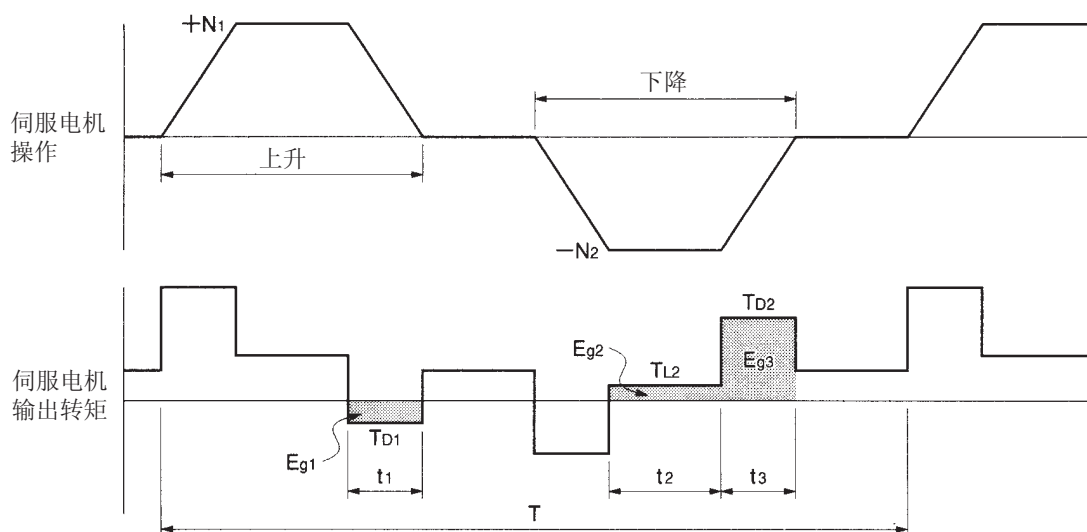 +N1
下降
伺服电机
操作
上升
−N2
TD2
Eg2
TL2
Eg3
伺服电机
输出转矩
TD1
Eg1
t1
t2
t3
T